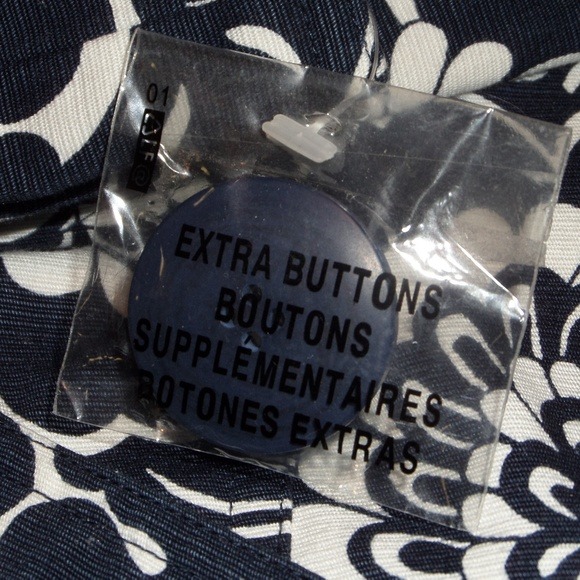 01
EXTRA BUTTONS
BOUTONS
SUPPLEMENTAIRES
BOTONES EXTRAS